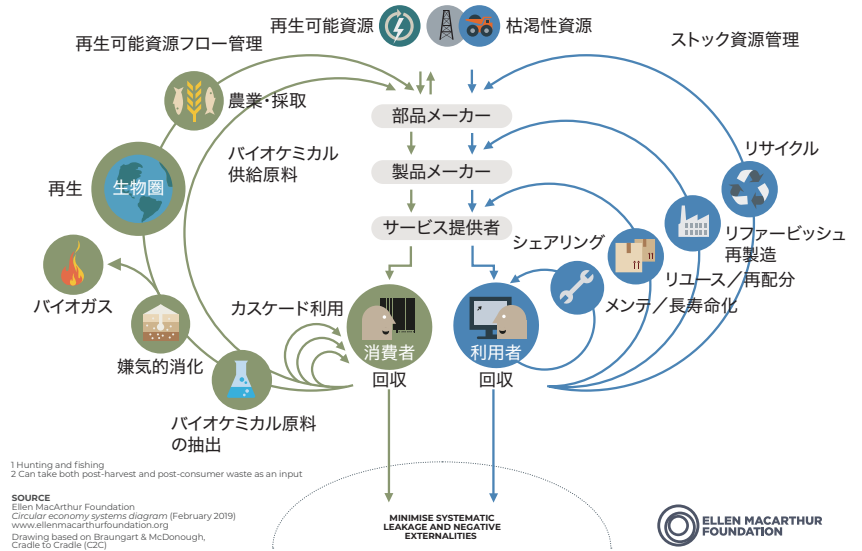 再生可能資源
枯渇性資源
再生可能資源フロー管理
ストック資源管理
農業・採取
部品メーカー
バイオケミカル
供給原料
リサイクル
製品メーカー
再生
生物圏
サービス提供者
シェアリング
リファービッシュ
再製造
リユース／再配分
メンテ／長寿命化
バイオガス
カスケード利用
消費者
利用者
嫌気的消化
回収
回収
バイオケミカル原料
の抽出
1 Hunting and fishing
2 Can take both post-harvest and post-consumer waste as an input
SOURCE
Ellen MacArthur Foundation
Circular economy systems diagram (February 2019)
www.ellenmacarthurfoundation.org
Drawing based on Braungart & McDonough,
Cradle to Cradle (C2C)
MINIMISE SYSTEMATIC
LEAKAGE AND NEGATIVE
EXTERNALITIES
ELLEN MACARTHUR
FOUNDATION